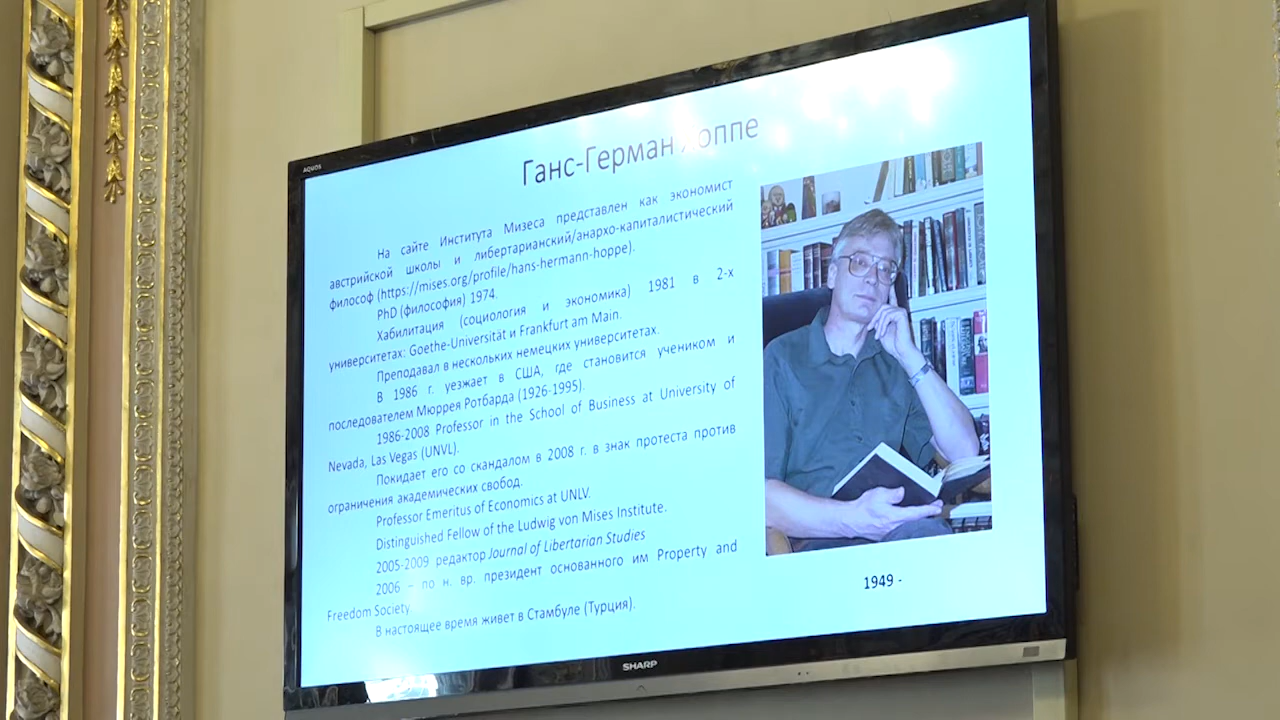 AQUOS
Ганс-Герман Хоппе
На сайте Института Мизеса представлен как экономист
австрийской школы и либертарианский/анархо-капиталистический
философ (https://mises.org/profile/hans-hermann-hoppe).
PhD (философия) 1974.
Хабилитация (социология и экономика) 1981 в 2-х
университетах: Goethe-Universität и Frankfurt am Main.
Преподавал в нескольких немецких университетах.
В 1986 г. уезжает в США, где становится учеником и
последователем Мюррея Ротбарда (1926-1995).
1986-2008 Professor in the School of Business at University of
Nevada, Las Vegas (UNVL).
Покидает его со скандалом в 2008 г. в знак протеста против
ограничения академических свобод.
Professor Emeritus of Economics at UNLV.
Distinguished Fellow of the Ludwig von Mises Institute.
2005-2009 редактор Journal of Libertarian Studies
2006 – по н. вр. президент основанного им Property and
Freedom Society.
В настоящее время живет в Стамбуле (Турция).
1949 -
SHARP